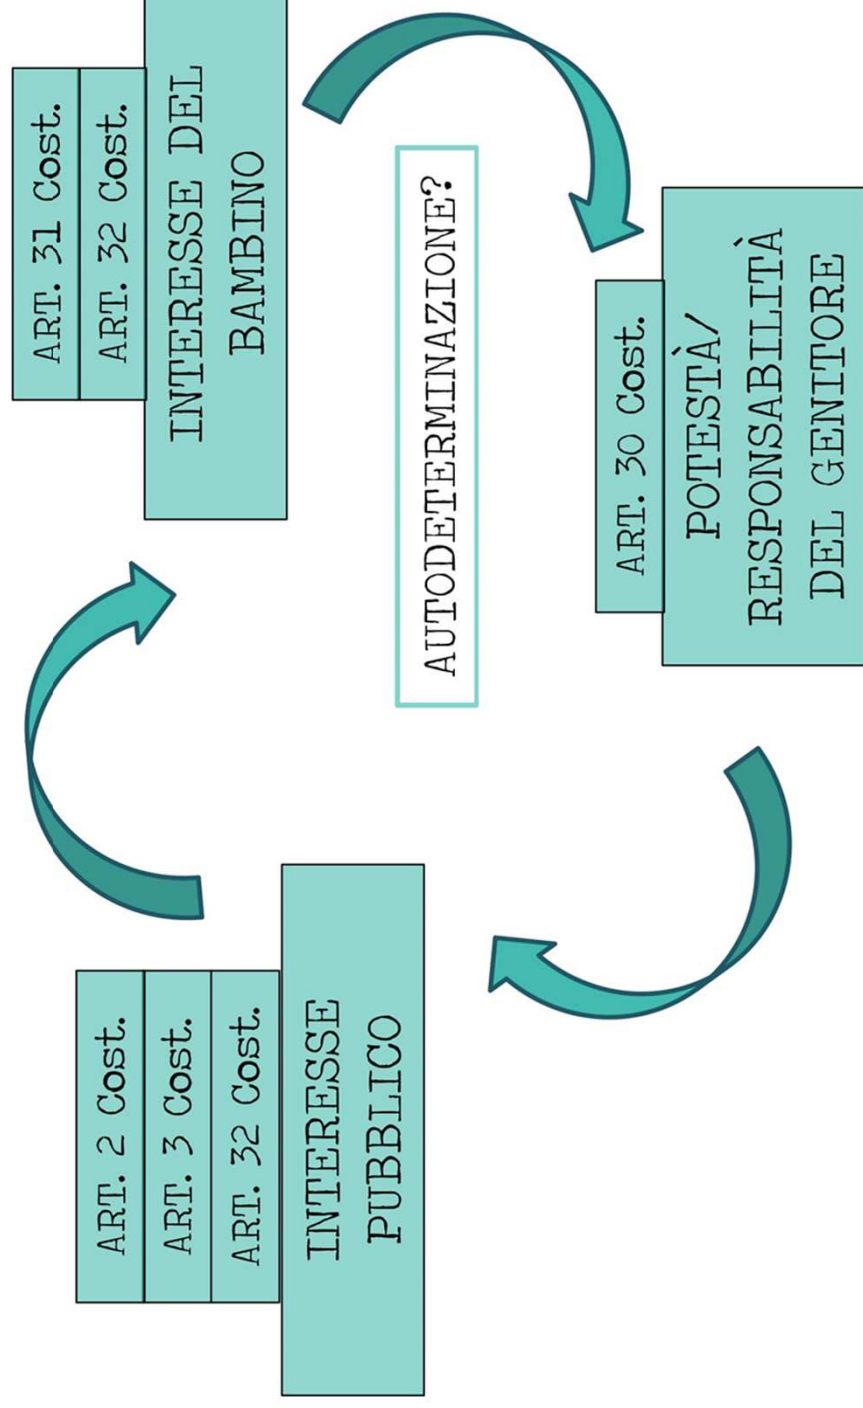 ART. 2 Cost.
ART. 3 Cost.
ART. 32 Cost.
INTERESSE
PUBBLICO
ART. 31 Cost.
ART. 32 Cost.
INTERESSE DEL
BAMBINO
AUTODETERMINAZIONE?
ART. 30 Cost.
POTESTÀ/
RESPONSABILITÀ
DEL GENITORE